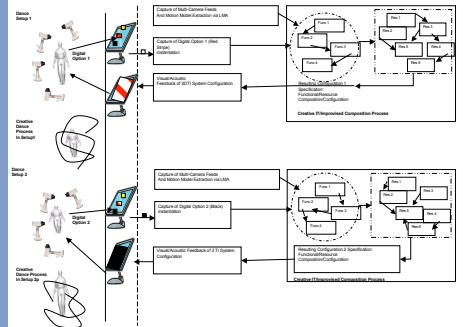 Dance
Setup 1
Digital
Option 1
Capture of Multi-Camera Feeds
And Motion Model Extraction via LMA
Capture of Digital Option 1 (Red
Stripe)
instantiation
Visual/Acoustic
Feedback of 3DTI System Configuration
Func 1
Func 2
Func 3
Func 4
Res 1
Res 2
Res 3
Res 5
Res 4
Res 6
Resulting Configuration 1
Specification:
Functional/Resource
Composition/Configuration
Creative IT/Improvised Composition Process
Creative
Dance
Process
In Setup1
Dance
Setup 2
Digital
Option 2
Capture of Multi-Camera Feeds
And Motion Model Extraction via LMA
Capture of Digital Option 2 (Black)
instantiation
Visual/Acoustic Feedback of 3 TI System
Configuration
Func 1
Func 2
Func 3
Func 4
Res 1
Res 2
Res 3
Res 5
Res 4
Res 6
Resulting Configuration 2 Specification:
Functional/Resource
Composition/Configuration
Creative IT/Improvised Composition Process
Creative
Dance
Process
In Setup 2p